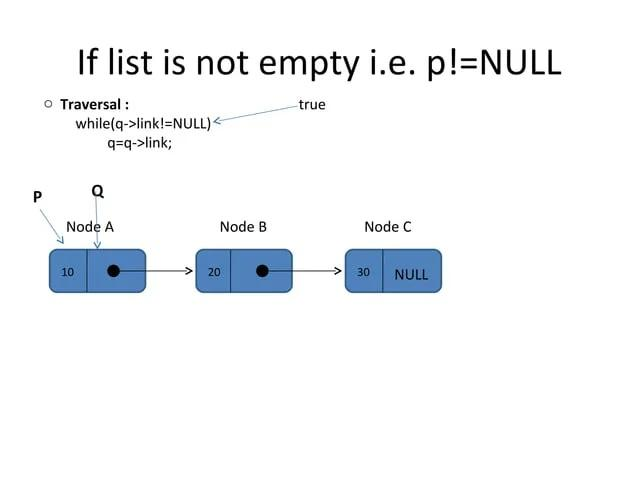 If list is not empty i.e. p!=NULL
○ Traversal : true
while(q->link!=NULL)
q=q->link;
P
Q
Node A Node B Node C
10 20 30 NULL